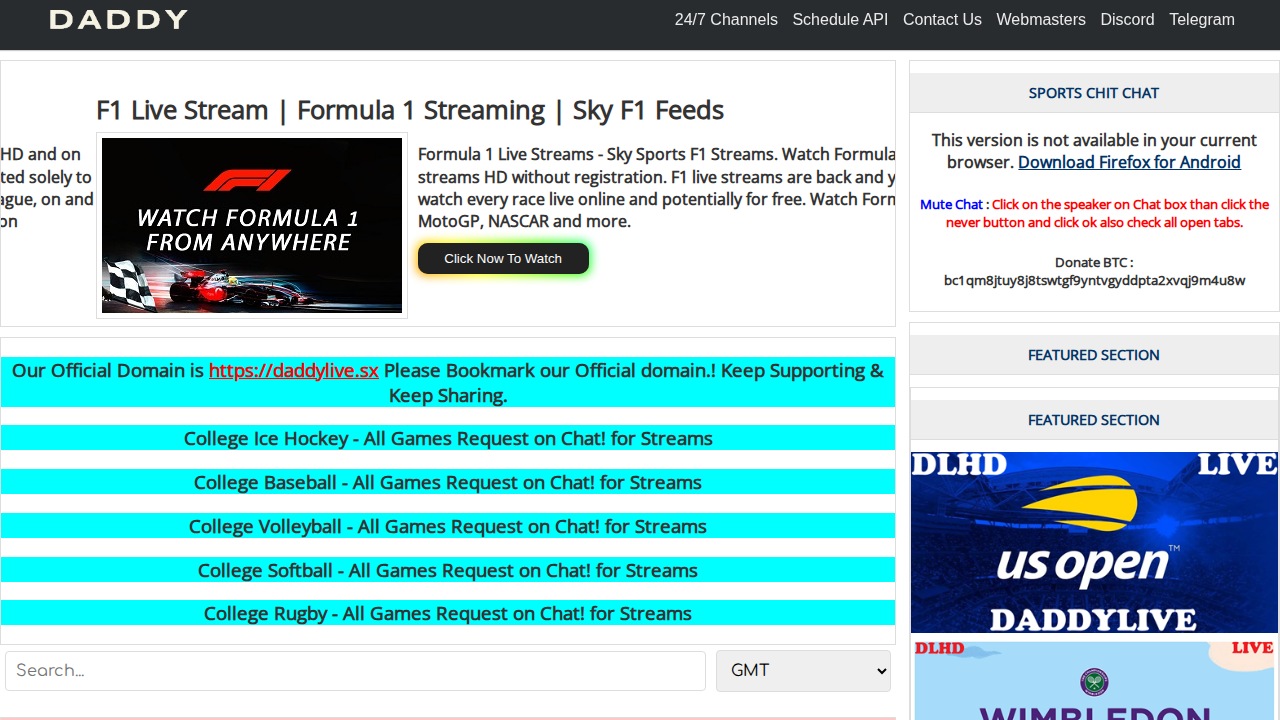 DADDY
24/7 Channels Schedule API Contact Us Webmasters Discord Telegram
F1 Live Stream | Formula 1 Streaming | Sky F1 Feeds
HD and on
ted solely to
gue, on and
on
WATCH FORMULA 1
FROM ANYWHERE
Formula 1 Live Streams - Sky Sports F1 Streams. Watch Formula
streams HD without registration. F1 live streams are back and y
watch every race live online and potentially for free. Watch Form
MotoGP, NASCAR and more.
Click Now To Watch
Our Official Domain is https://daddylive.sx Please Bookmark our Official domain.! Keep Supporting &
Keep Sharing.
College Ice Hockey - All Games Request on Chat! for Streams
College Baseball - All Games Request on Chat! for Streams
College Volleyball - All Games Request on Chat! for Streams
College Softball - All Games Request on Chat! for Streams
College Rugby - All Games Request on Chat! for Streams
Search...
GMT
SPORTS CHIT CHAT
This version is not available in your current
browser. Download Firefox for Android
Mute Chat : Click on the speaker on Chat box than click the
never button and click ok also check all open tabs.
Donate BTC :
bc1qm8jtuy8j8tswtgf9yntvgyddpta2xvqj9m4u8w
FEATURED SECTION
FEATURED SECTION
DLHD LIVE
us open
DADDYLIVE
DLHD LIVE
WIMBLEDON